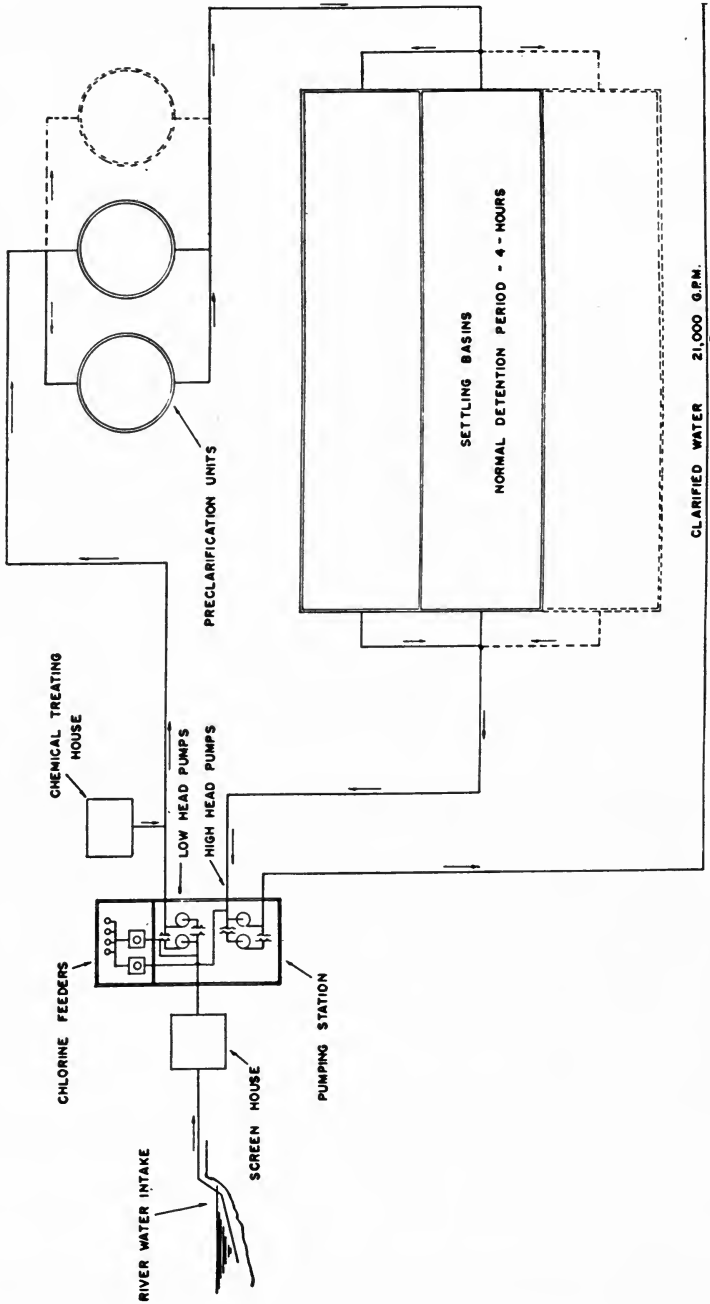 RIVER WATER INTAKE
SCREEN HOUSE
CHLORINE FEEDERS
PUMPING STATION
CHEMICAL TREATING
HOUSE
LOW HEAD PUMPS
HIGH HEAD PUMPS
PRECLARIFICATION UNITS
SETTLING BASINS
NORMAL DETENTION PERIOD - 4 - HOURS
CLARIFIED WATER 21,000 G.P.M.